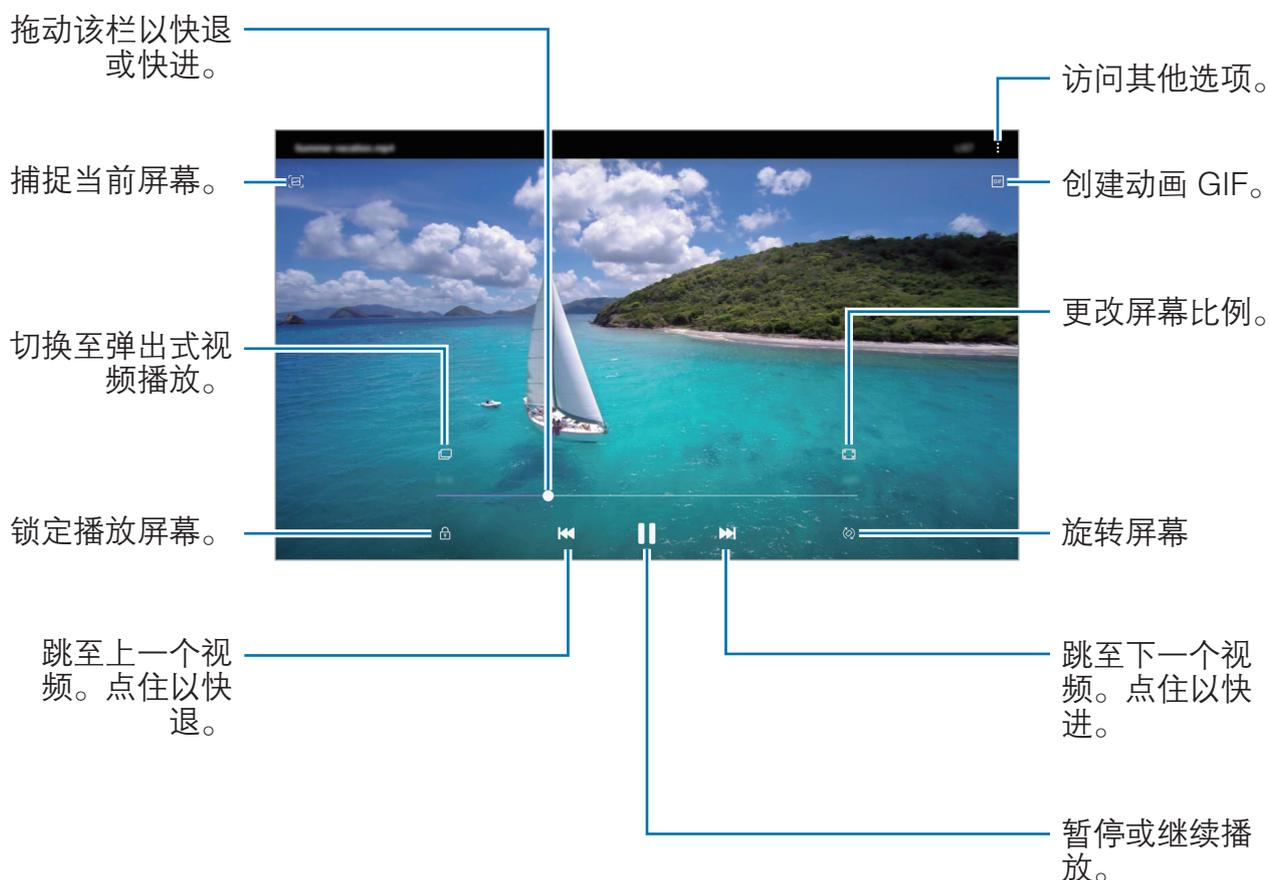 拖动该栏以快退
或快进。
访问其他选项。
Summer vacation.mp4
捕捉当前屏幕。
GIF
创建动画 GIF。
更改屏幕比例。
切换至弹出式视
频播放。
锁定播放屏幕。
旋转屏幕
跳至上一个视
频。点住以快
退。
跳至下一个视
频。点住以快
进。
暂停或继续播
放。